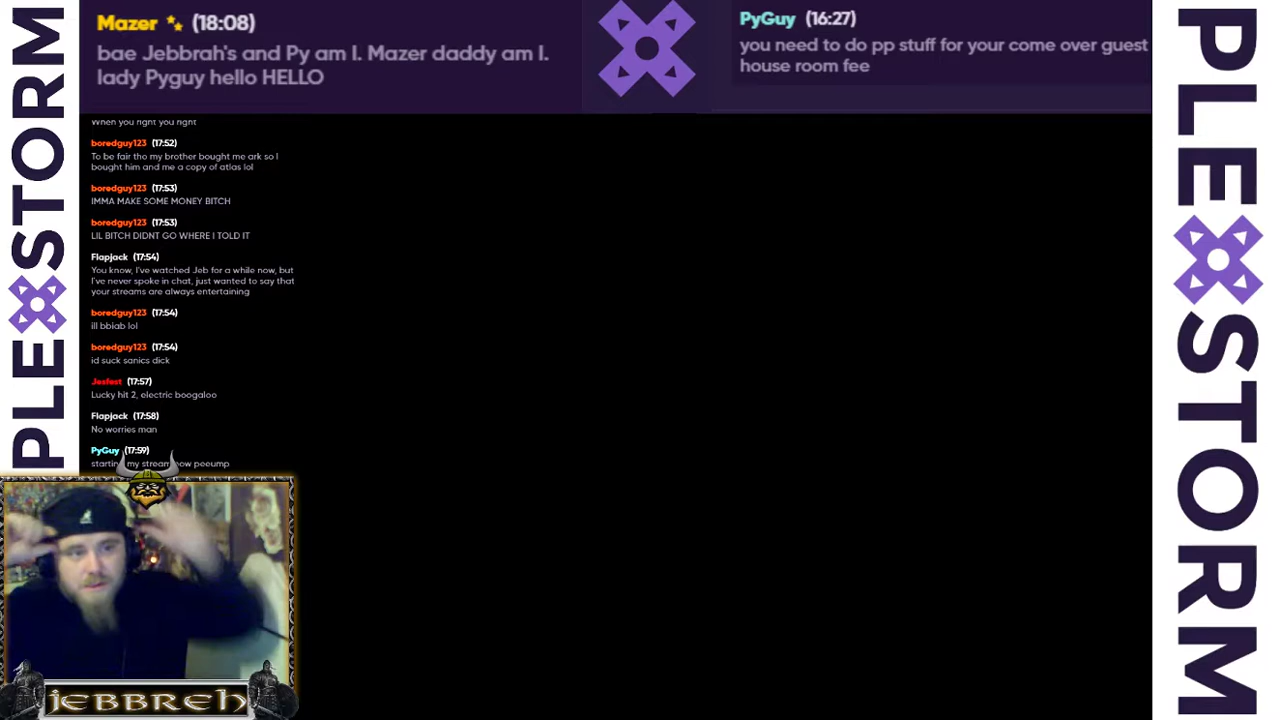 PLEXSTORM
Mazer (18:08)
bae Jebbrah's and Py am I. Mazer daddy am I.
lady Pyguy hello HELLO
PyGuy (16:27)
you need to do pp stuff for your come over guest
house room fee
When you right you right
boredguy123 (17:52)
To be fair tho my brother bought me ark so I
bought him and me a copy of atlas lol
boredguy123 (17:53)
IMMA MAKE SOME MONEY BITCH
boredguy123 (17:53)
LIL BITCH DIDNT GO WHERE I TOLD IT
Flapjack (17:54)
You know, I've watched Jeb for a while now, but
I've never spoke in chat, just wanted to say that
your streams are always entertaining
boredguy123 (17:54)
ill bbiab lol
boredguy123 (17:54)
id suck sanics dick
Jesfest (17:57)
Lucky hit 2, electric boogaloo
Flapjack (17:58)
No worries man
PyGuy (17:59)
my stream now peeump
JEBBREH
PLEXSTORM